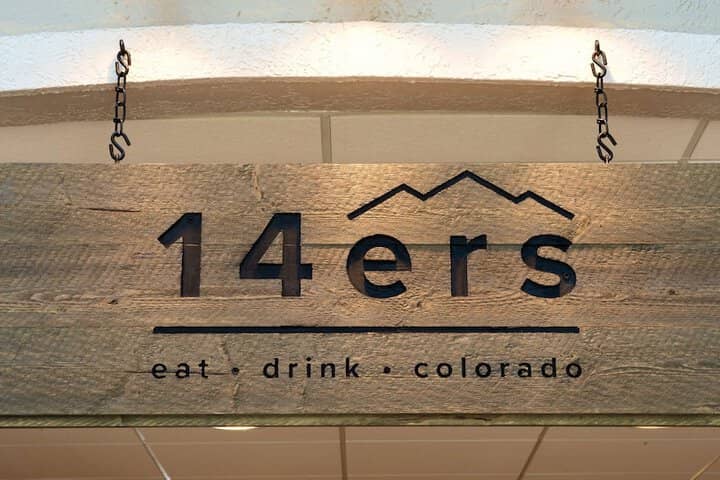 14ers
eat • drink • colorado